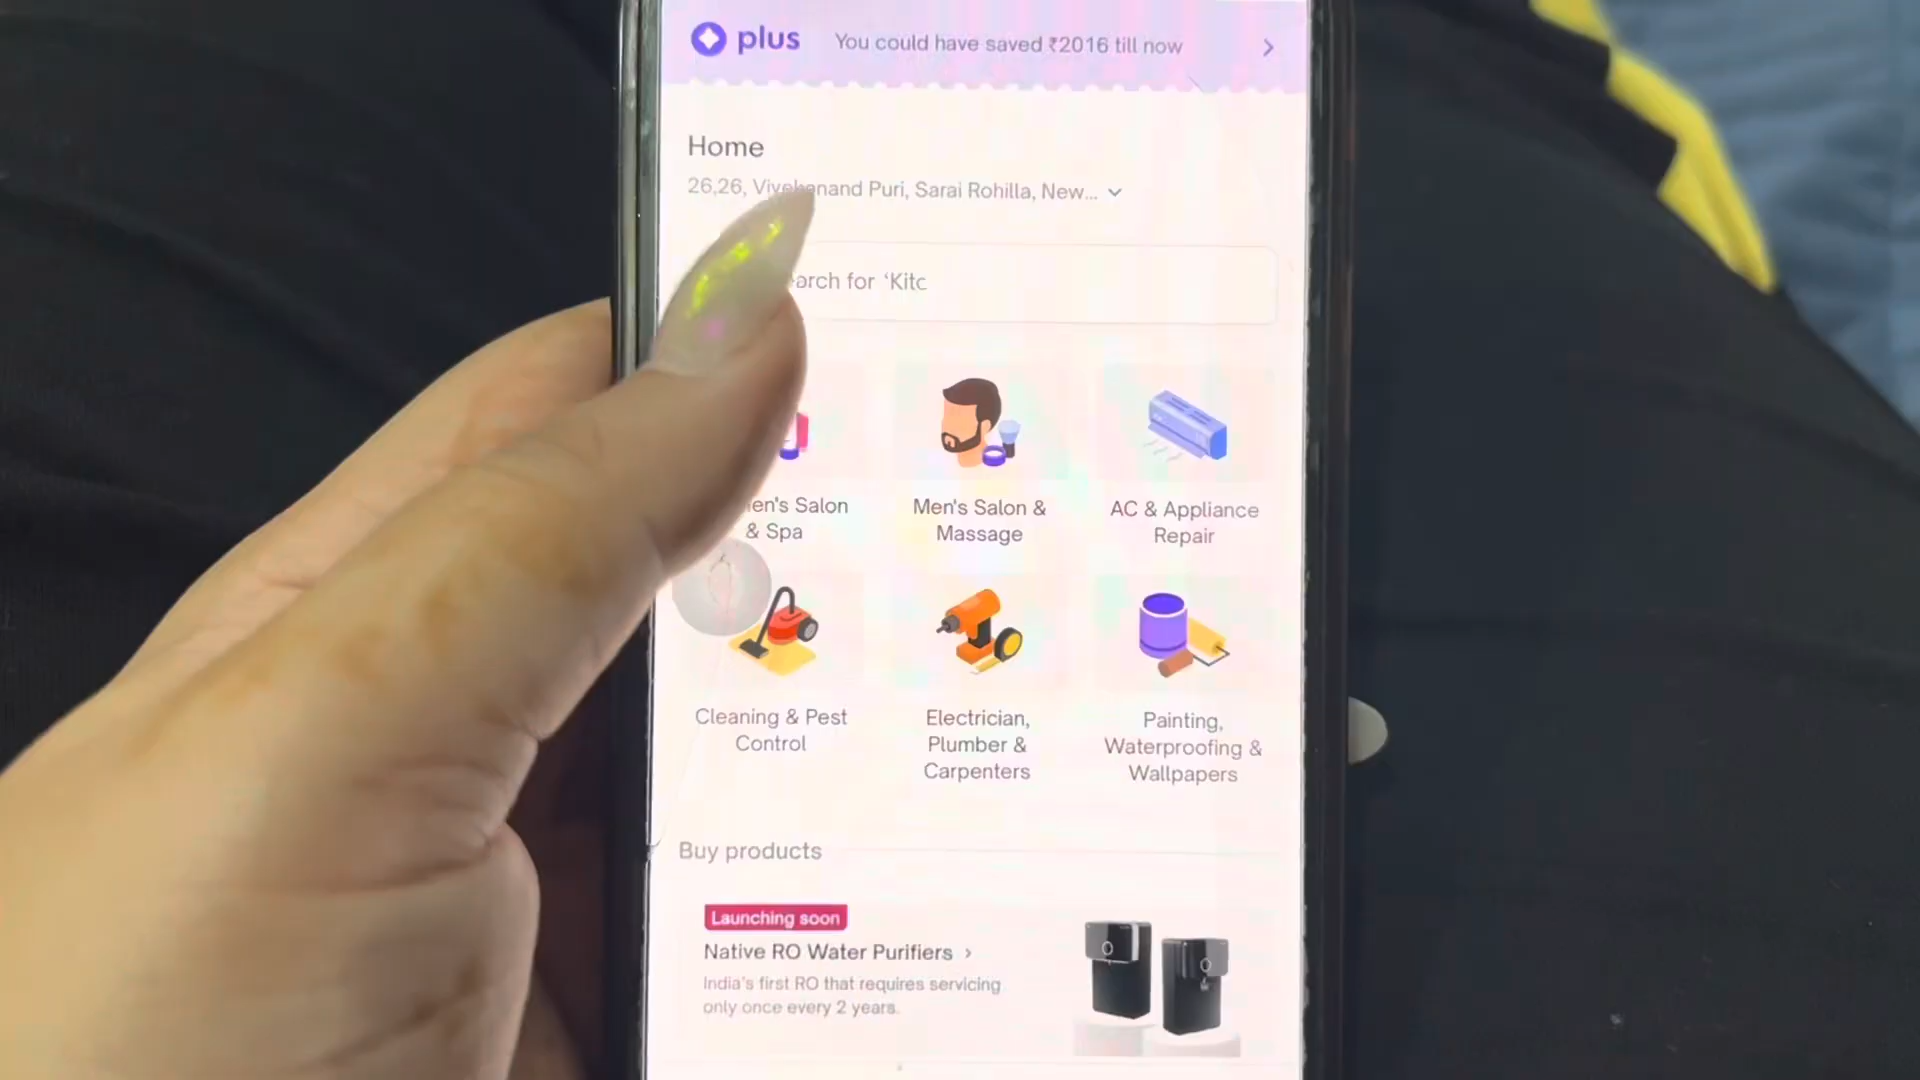 plus You could have saved ₹2016 till now
Home
26,26, Vivekanand Puri, Sarai Rohilla, New...
arch for ‘Kitc
en's Salon
& Spa
Men's Salon &
Massage
AC & Appliance
Repair
Cleaning & Pest
Control
Electrician,
Plumber &
Carpenters
Painting,
Waterproofing &
Wallpapers
Buy products
Launching soon
Native RO Water Purifiers
India's first RO that requires servicing
only once every 2 years.